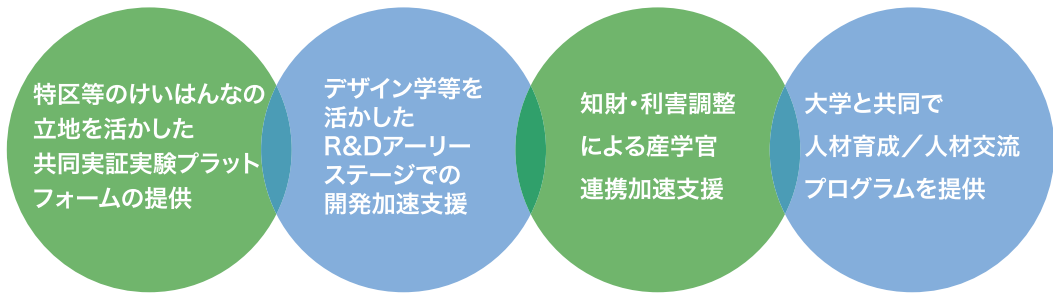 特区等のけいはんなの
立地を活かした
共同実証実験プラット
フォームの提供
デザイン学等を
活かした
R&Dアーリー
ステージでの
開発加速支援
知財・利害調整
による産学官
連携加速支援
大学と共同で
人材育成／人材交流
プログラムを提供